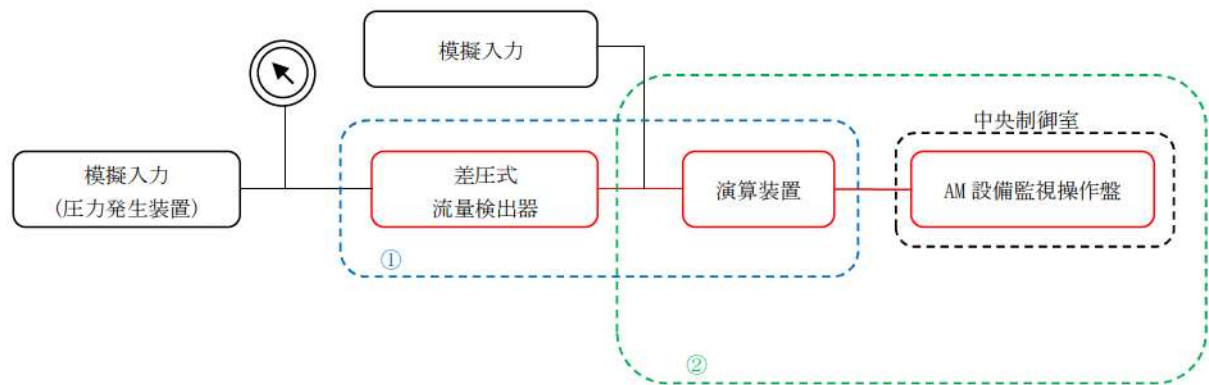 模擬入力
中央制御室
模擬入力
(圧力発生装置)
差圧式
流量検出器
演算装置
AM 設備監視操作盤
①
②